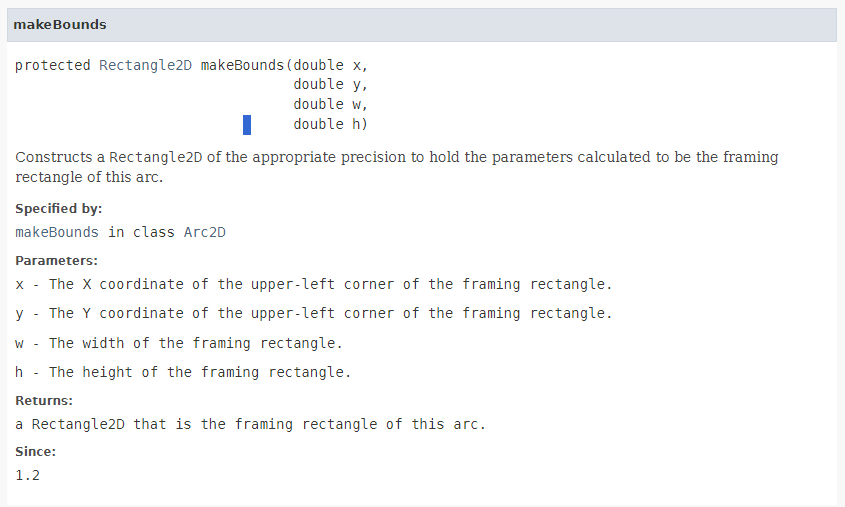 makeBounds
protected Rectangle2D makeBounds(double x,
double y,
double w,
double h)
Constructs a Rectangle2D of the appropriate precision to hold the parameters calculated to be the framing
rectangle of this arc.
Specified by:
makeBounds in class Arc2D
Parameters:
x - The X coordinate of the upper-left corner of the framing rectangle.
y - The Y coordinate of the upper-left corner of the framing rectangle.
w - The width of the framing rectangle.
h - The height of the framing rectangle.
Returns:
a Rectangle2D that is the framing rectangle of this arc.
Since:
1.2